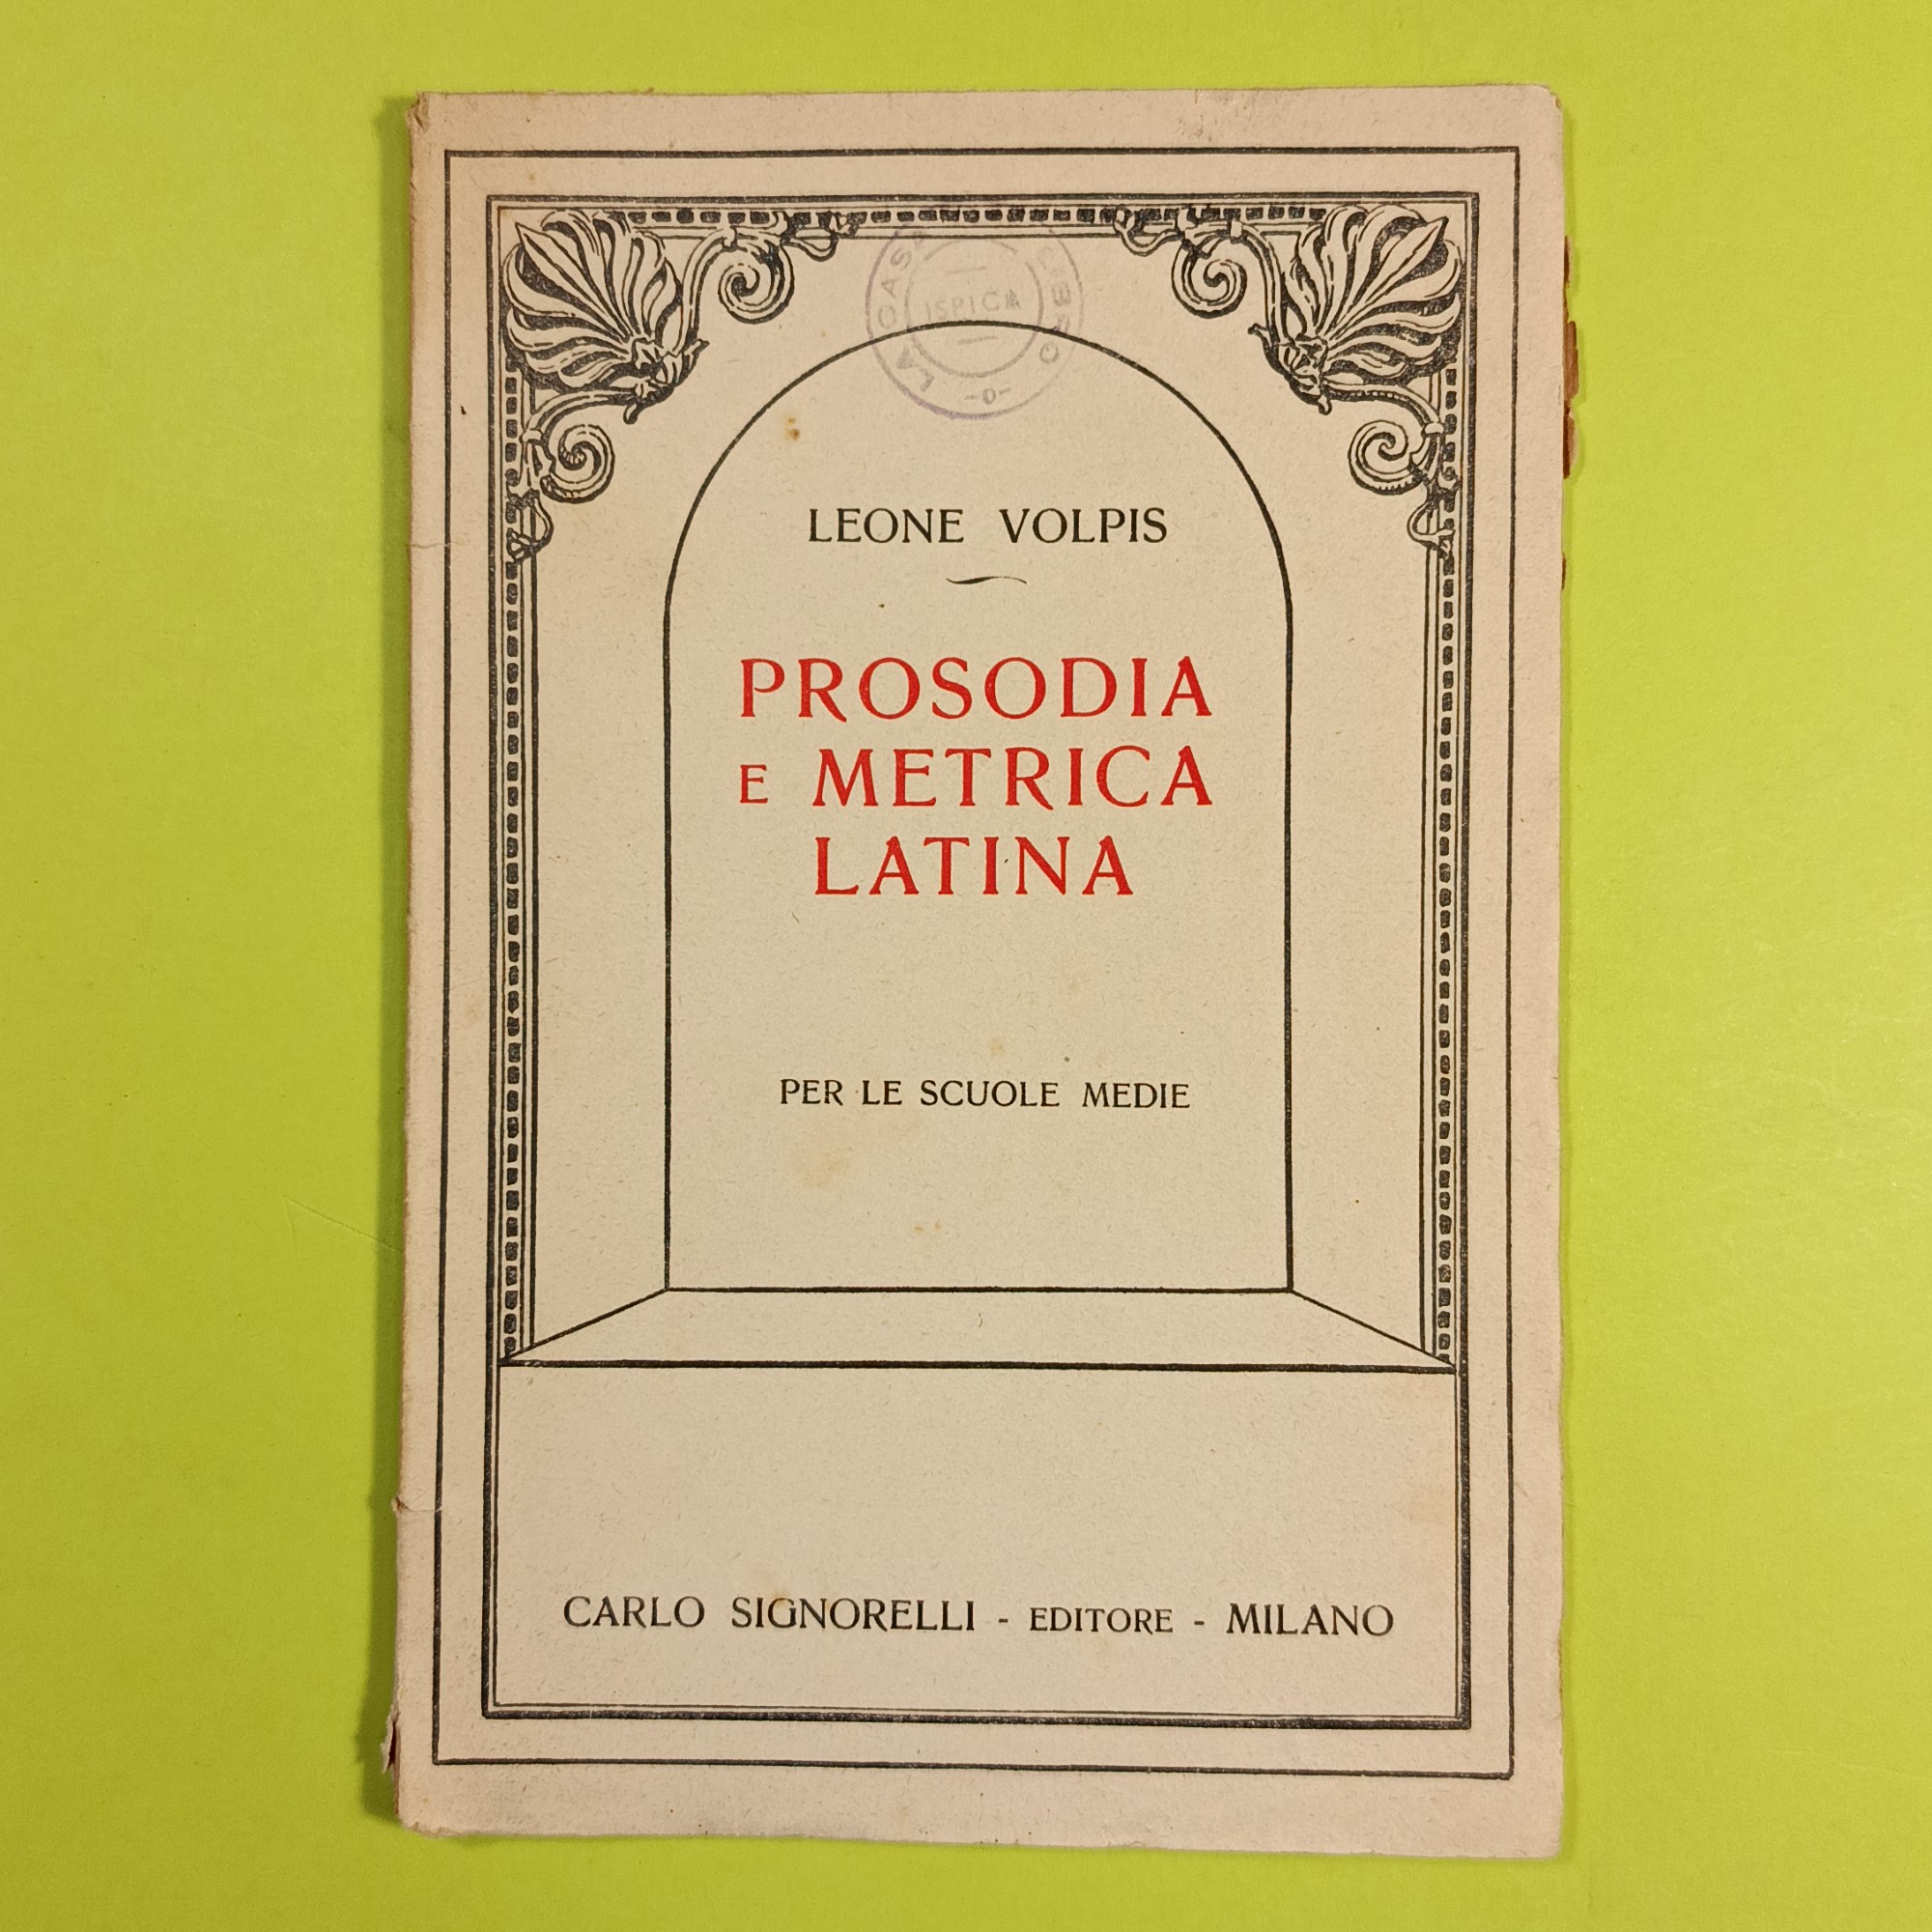 ISPICA
LEONE VOLPIS
PROSODIA
E METRICA
LATINA
PER LE SCUOLE MEDIE
CARLO SIGNORELLI - EDITORE - MILANO